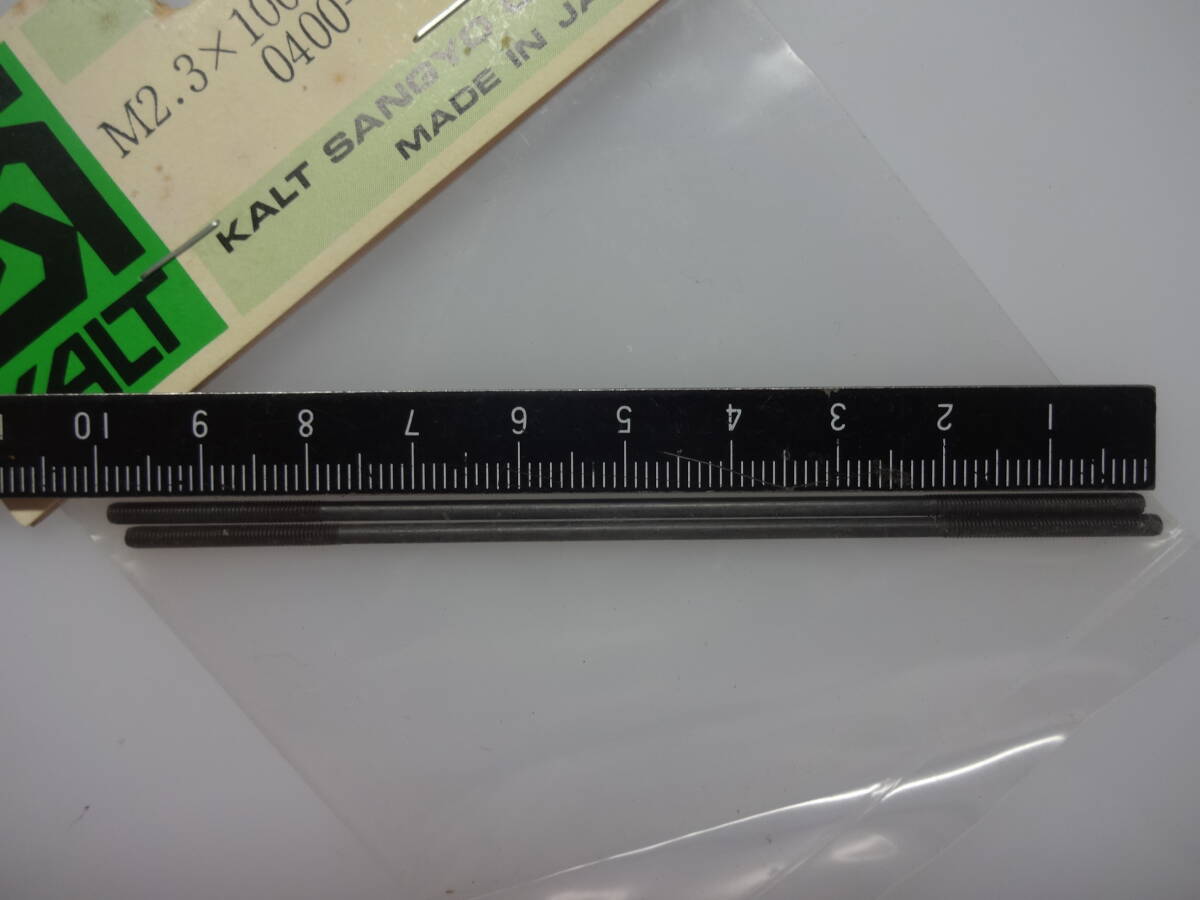 M2.3×100
0400-
KALT SANGYO
MADE IN JA
KALT
10 9 8 7 6 5 4 3 2 1